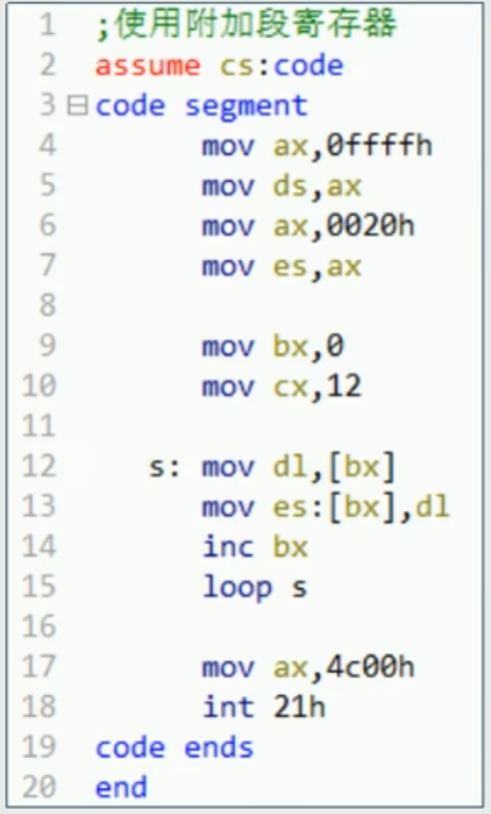 1 ;使用附加段寄存器
2 assume cs:code
3 code segment
4 mov ax,0ffffh
5 mov ds,ax
6 mov ax,0020h
7 mov es,ax
8
9 mov bx,0
10 mov cx,12
11
12 s: mov dl,[bx]
13 mov es:[bx],dl
14 inc bx
15 loop s
16
17 mov ax,4c00h
18 int 21h
19 code ends
20 end